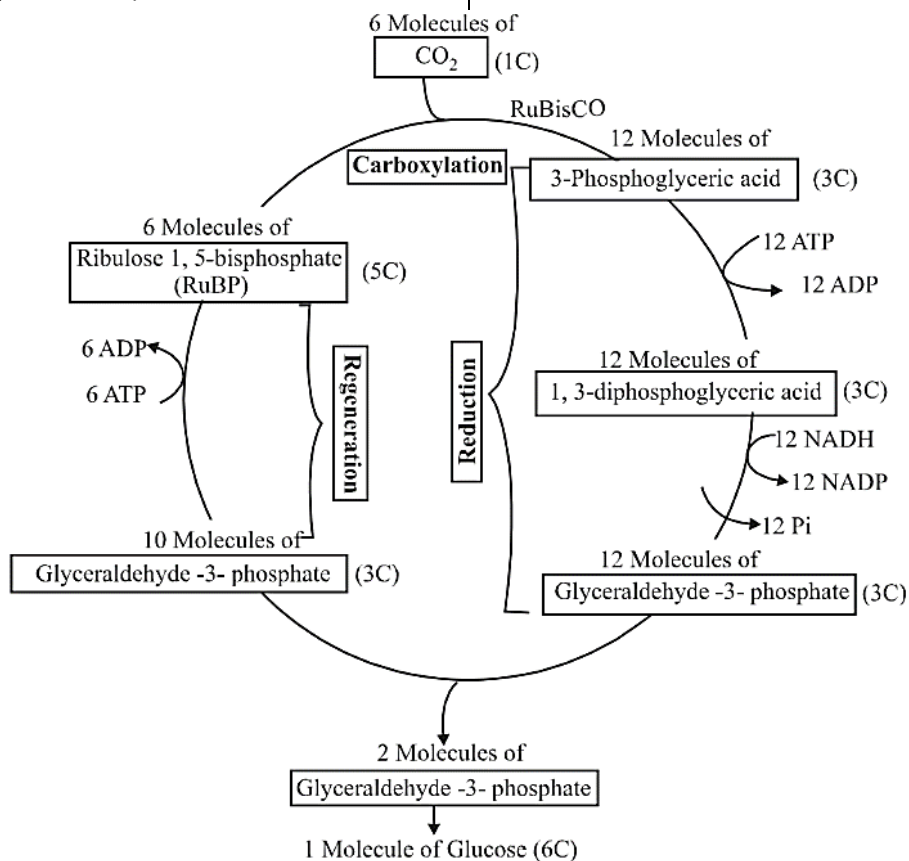 6 Molecules of
CO₂ (1C)
RuBisCO
12 Molecules of
Carboxylation
3-Phosphoglyceric acid (3C)
6 Molecules of
Ribulose 1, 5-bisphosphate
(RuBP)
(5C)
12 ATP
12 ADP
6 ADP
6 ATP
Regeneration
Reduction
12 Molecules of
1, 3-diphosphoglyceric acid (3C)
12 NADH
12 NADP
12 Pi
10 Molecules of
Glyceraldehyde -3- phosphate (3C)
12 Molecules of
Glyceraldehyde -3- phosphate (3C)
2 Molecules of
Glyceraldehyde -3- phosphate
1 Molecule of Glucose (6C)